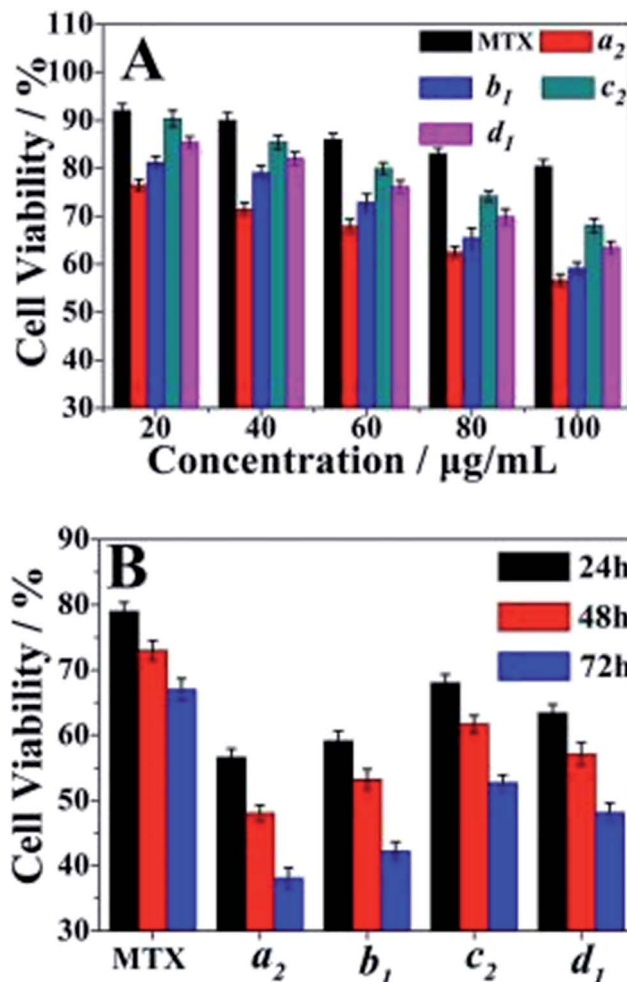 A
MTX a2
b1 c2
d1
Cell Viability / %
110
100
90
80
70
60
50
40
30
20 40 60 80 100
Concentration / μg/mL
B
24h
48h
72h
Cell Viability / %
90
80
70
60
50
40
30
MTX a2 b1 c2 d1